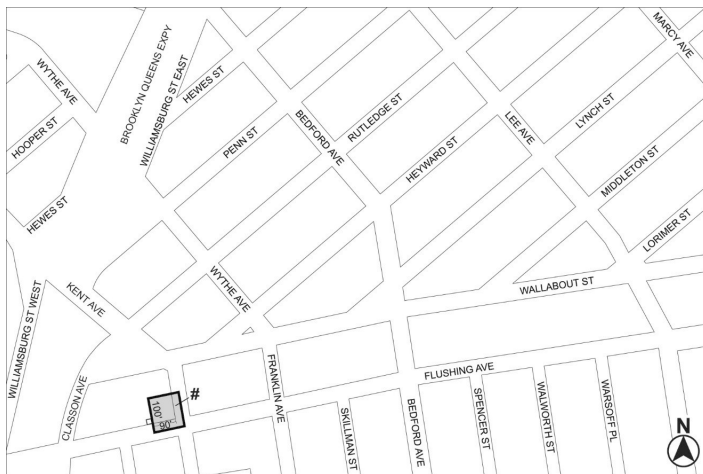 MARCY AVE
WYTHE AVE
BROOKLYN QUEENS EXPY
WILLIAMSBURG ST EAST
HEWES ST
HOOPER ST
PENN ST
BEDFORD AVE
RUTLEDGE ST
LEE AVE
LYNCH ST
HEYWARD ST
MIDDLETON ST
HEWES ST
LORIMER ST
WILLIAMSBURG ST WEST
KENT AVE
WYTHE AVE
WALLABOUT ST
CLASSON AVE
FRANKLIN AVE
FLUSHING AVE
#
100'
90'
SKILLMAN ST
BEDFORD AVE
SPENCER ST
WALWORTH ST
WARSOFF PL
N